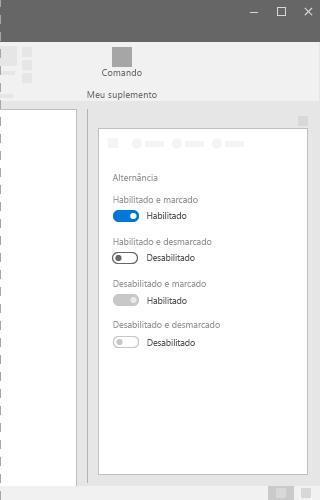 Comando
Meu suplemento
Alternância
Habilitado e marcado
Habilitado
Habilitado e desmarcado
Desabilitado
Desabilitado e marcado
Habilitado
Desabilitado e desmarcado
Desabilitado